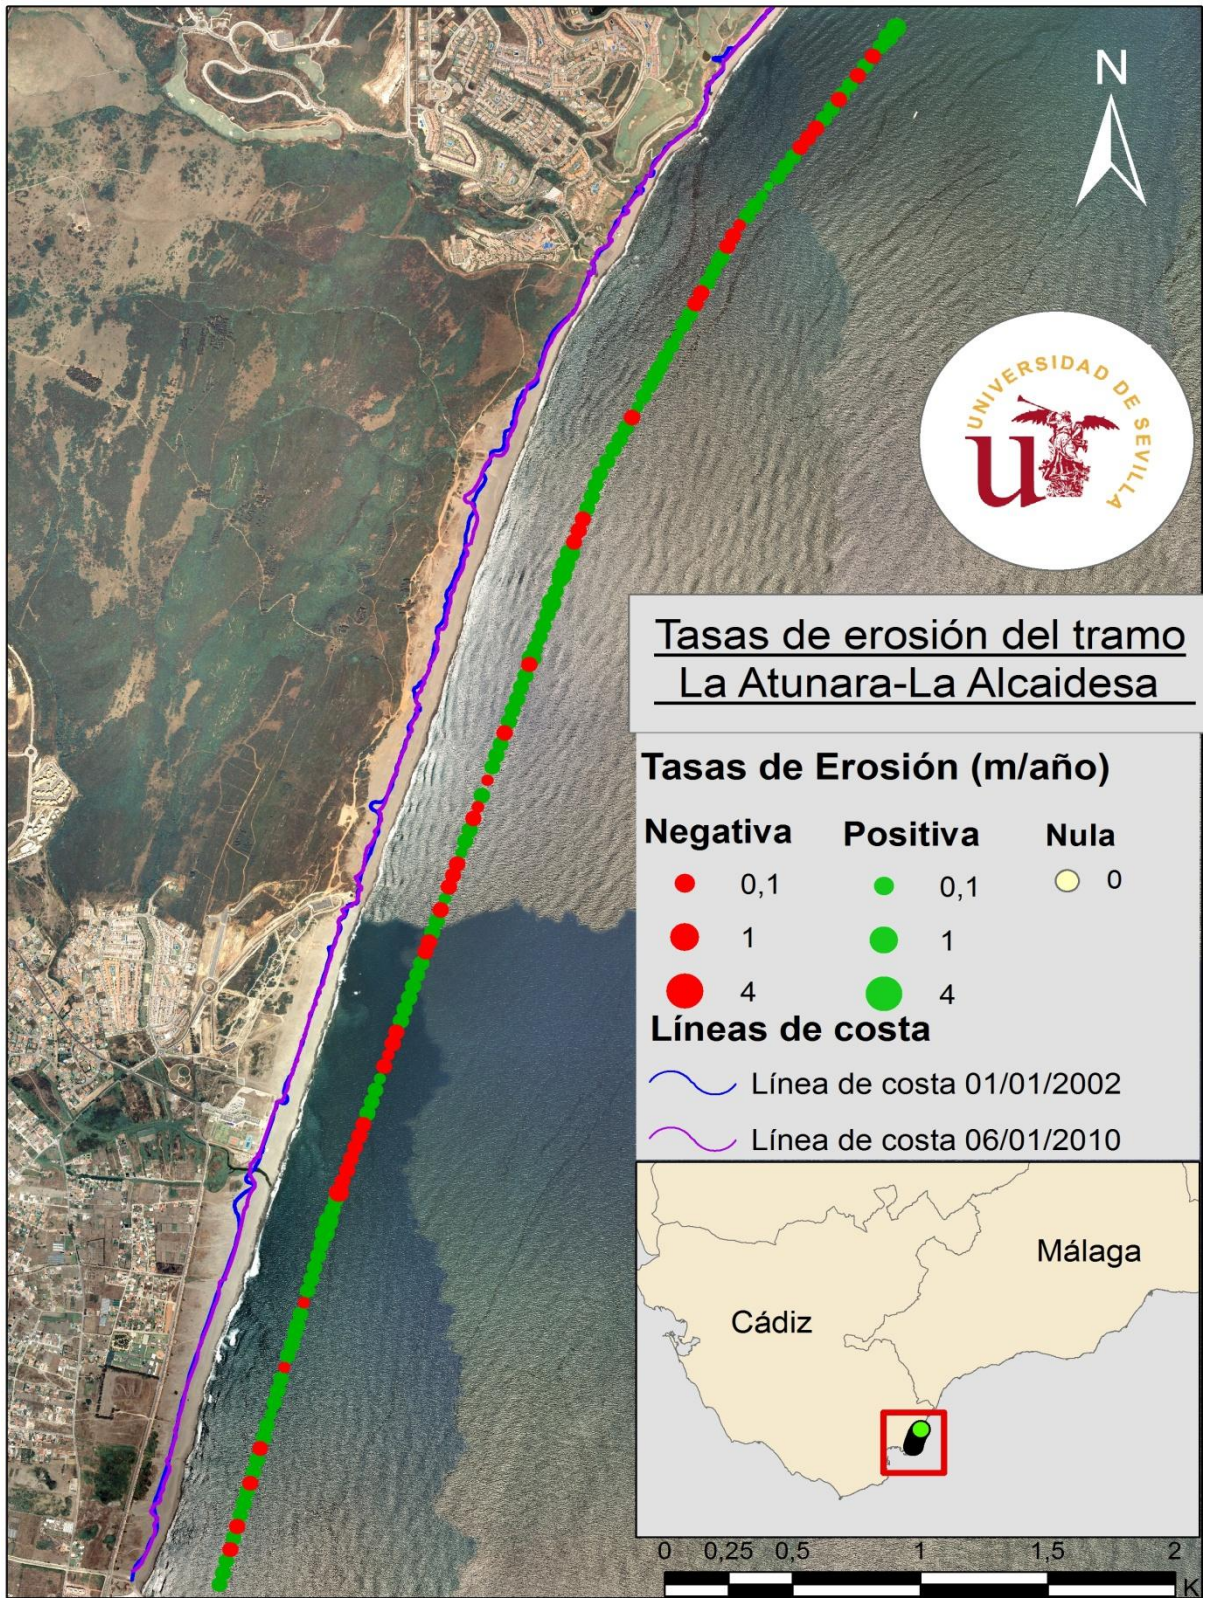 N
UNIVERSIDAD DE SEVILLA
u
Tasas de erosión del tramo
La Atunara-La Alcaidesa
Tasas de Erosión (m/año)
Negativa Positiva Nula
0,1 0,1 0
1 1
4 4
Líneas de costa
Línea de costa 01/01/2002
Línea de costa 06/01/2010
Málaga
Cádiz
0 0,25 0,5 1 1,5 2
K